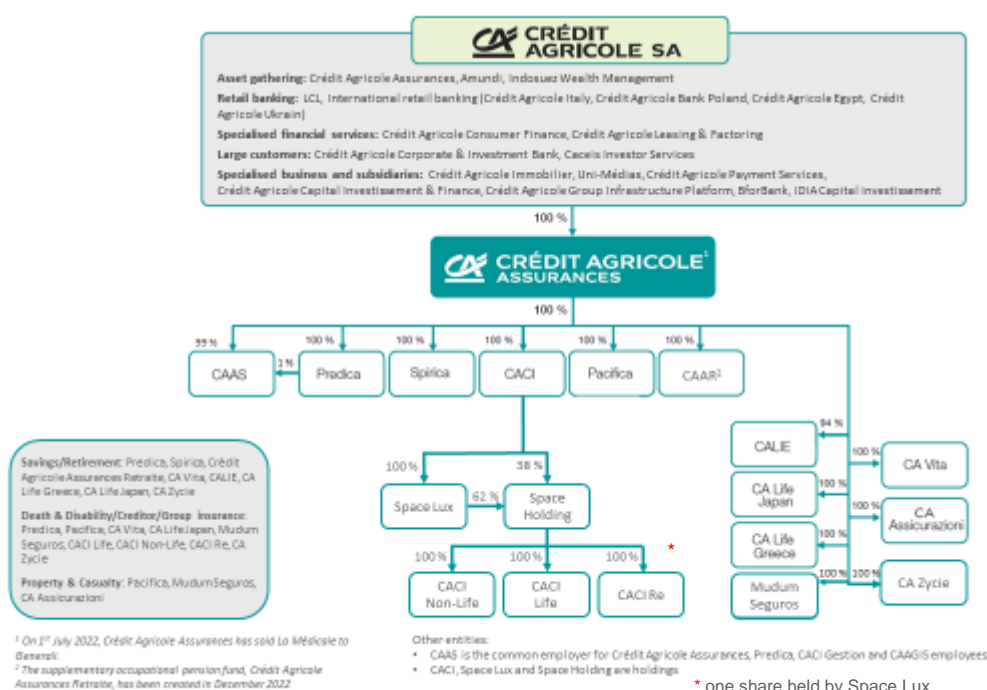 CA CRÉDIT
AGRICOLE SA
Asset gathering: Crédit Agricole Assurances, Amundi, Indosuez Wealth Management
Retail banking: LCL, International retail banking (Crédit Agricole Italy, Crédit Agricole Bank Poland, Crédit Agricole Egypt, Crédit
Agricole Ukrain)
Specialised financial services: Crédit Agricole Consumer Finance, Crédit Agricole Leasing & Factoring
Large customers: Crédit Agricole Corporate & Investment Bank, Caceis Investor Services
Specialised business and subsidiaries: Crédit Agricole Immobilier, Uni-Médias, Crédit Agricole Payment Services,
Crédit Agricole Capital Investissement & Finance, Crédit Agricole Group Infrastructure Platform, BforBank, IDIA Capital Investissement
100 %
CA CRÉDIT AGRICOLE¹
ASSURANCES
100 %
99 %
100 %
100 %
100 %
100 %
100 %
CAAS
1 %
Predica
Spirica
CACI
Pacifica
CAAR²
94 %
CALIE
100 %
CA Vita
100 %
CA Life
Japan
100 %
CA
Assicurazioni
100 %
CA Life
Greece
100 %
100 %
Mudum
Seguros
CA Zycie
100 %
38 %
Space Lux
62 %
Space
Holding
100 %
100 %
100 %
*
CACI
Non-Life
CACI
Life
CACI Re
Savings/Retirement: Predica, Spirica, Crédit
Agricole Assurances Retraite, CA Vita, CALIE, CA
Life Greece, CA Life Japan, CA Zycie
Death & Disability/Creditor/Group insurance:
Predica, Pacifica, CA Vita, CA Life Japan, Mudum
Seguros, CACI Life, CACI Non-Life, CACI Re, CA
Zycie
Property & Casualty: Pacifica, Mudum Seguros,
CA Assicurazioni
¹ On 1st July 2022, Crédit Agricole Assurances has sold La Médicale to
Generali.
² The supplementary occupational pension fund, Crédit Agricole
Assurances Retraite, has been created in December 2022
Other entities:
• CAAS is the common employer for Crédit Agricole Assurances, Predica, CACI Gestion and CAAGIS employees
• CACI, Space Lux and Space Holding are holdings
* one share held by Space Lux